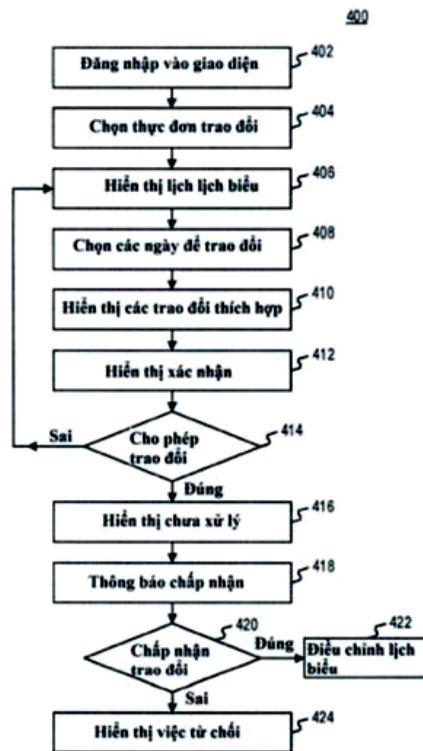 400
Đăng nhập vào giao diện
402
Chọn thực đơn trao đổi
404
Hiển thị lịch lịch biểu
406
Chọn các ngày để trao đổi
408
Hiển thị các trao đổi thích hợp
410
Hiển thị xác nhận
412
Cho phép
trao đổi
414
Sai
Đúng
Hiển thị chưa xử lý
416
Thông báo chấp nhận
418
Chấp nhận
trao đổi
420
Đúng
Điều chỉnh lịch
biểu
422
Sai
Hiển thị việc từ chối
424